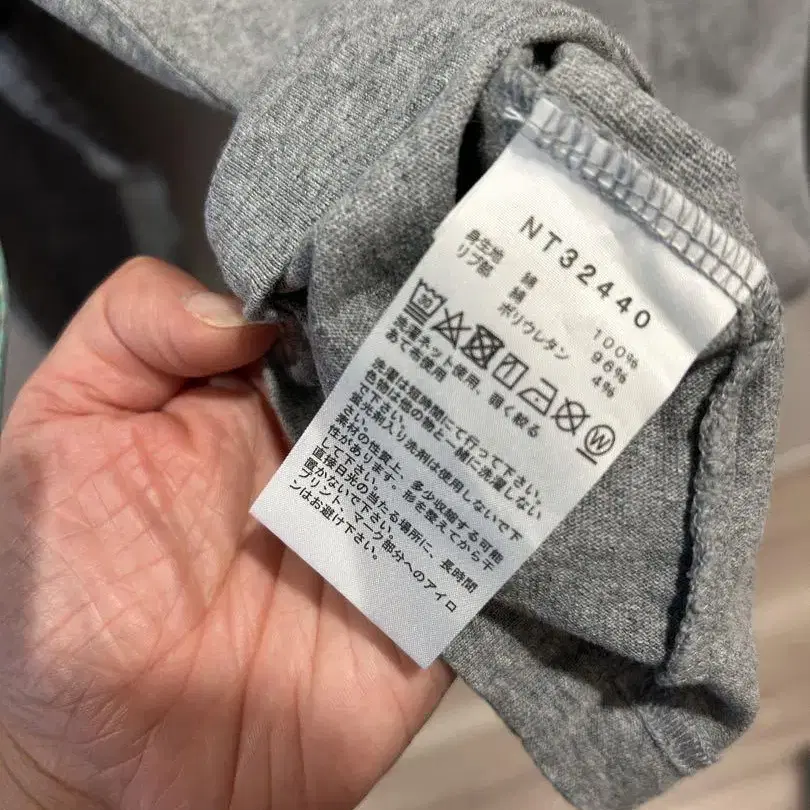 NT32440
身生地 綿 100%
リブ部 綿 96%
ポリウレタン 4%
30
W
洗濯ネット使用、弱く絞る
あて布使用
洗濯は短時間にて行って下さい。
色物は他の物と一緒に洗濯しない
で下さい。
蛍光剤入り洗剤は使用しないで下
さい。
素材の性質上、多少収縮する可能
性があります。形を整えてから干
して下さい。
直接日光の当たる場所に、長時間
置かないで下さい。
プリント、マーク部分へのアイロ
ンはお避け下さい。